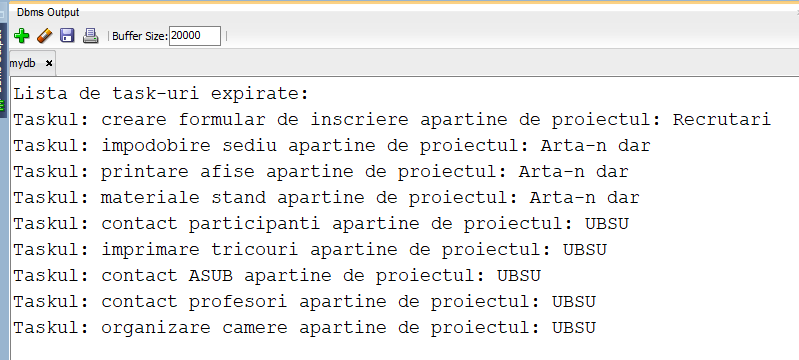 Dbms Output
Buffer Size: 20000
mydb
Lista de task-uri expirate:
Taskul: creare formular de inscriere apartine de proiectul: Recrutari
Taskul: impodobire sediu apartine de proiectul: Arta-n dar
Taskul: printare afise apartine de proiectul: Arta-n dar
Taskul: materiale stand apartine de proiectul: Arta-n dar
Taskul: contact participanti apartine de proiectul: UBSU
Taskul: imprimare tricouri apartine de proiectul: UBSU
Taskul: contact ASUB apartine de proiectul: UBSU
Taskul: contact profesori apartine de proiectul: UBSU
Taskul: organizare camere apartine de proiectul: UBSU